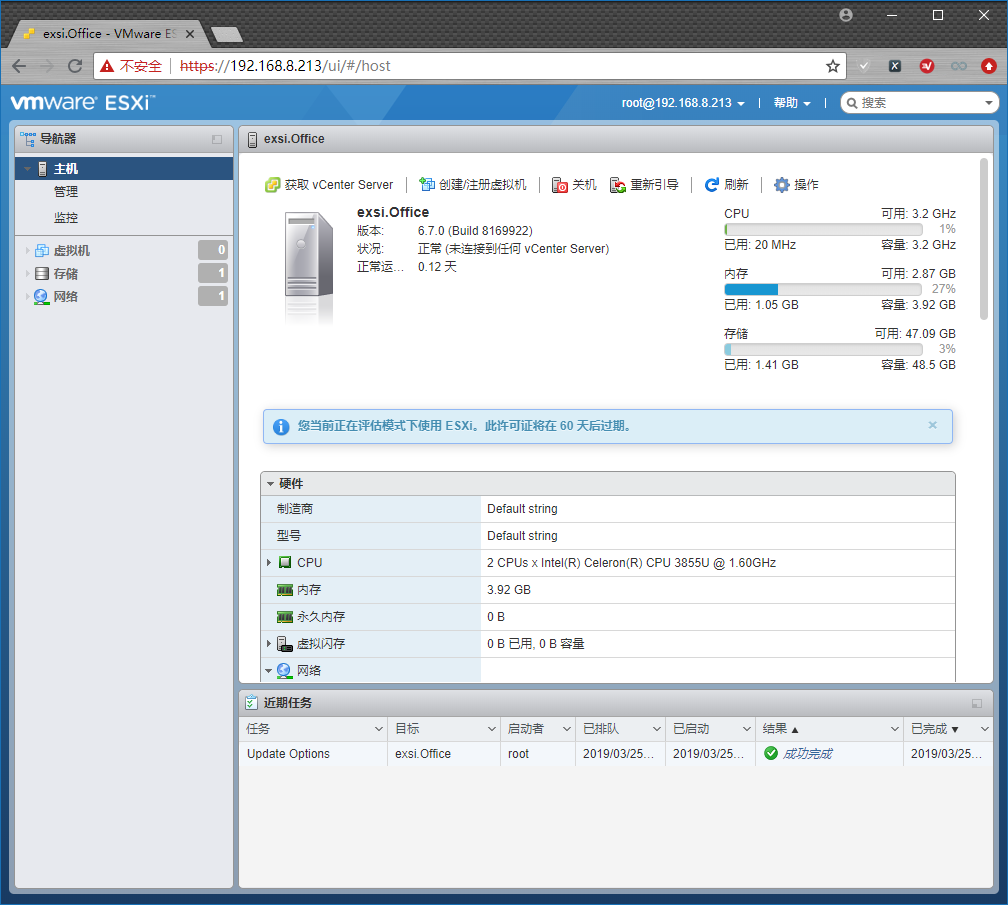 exsi.Office - VMware ES
不安全 https://192.168.8.213/ui/#/host
vmware ESXi™
root@192.168.8.213 | 帮助 | 搜索
导航器
主机
管理
监控
虚拟机 0
存储 1
网络 1
exsi.Office
获取 vCenter Server | 创建/注册虚拟机 | 关机 重新引导 | 刷新 | 操作
exsi.Office
版本: 6.7.0 (Build 8169922)
状况: 正常 (未连接到任何 vCenter Server)
正常运... 0.12 天
CPU 可用: 3.2 GHz
1%
已用: 20 MHz 容量: 3.2 GHz
内存 可用: 2.87 GB
27%
已用: 1.05 GB 容量: 3.92 GB
存储 可用: 47.09 GB
3%
已用: 1.41 GB 容量: 48.5 GB
您当前正在评估模式下使用 ESXi。此许可证将在 60 天后过期。
硬件
制造商 Default string
型号 Default string
CPU 2 CPUs x Intel(R) Celeron(R) CPU 3855U @ 1.60GHz
内存 3.92 GB
永久内存 0 B
虚拟闪存 0 B 已用, 0 B 容量
网络
近期任务
任务 目标 启动者 已排队 已启动 结果▲ 已完成▼
Update Options exsi.Office root 2019/03/25... 2019/03/25... 成功完成 2019/03/25...